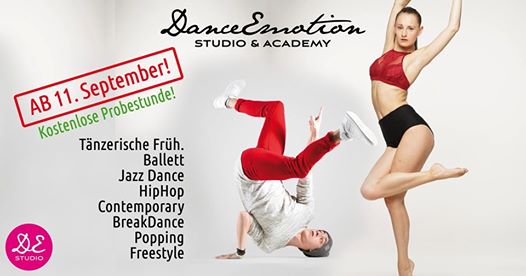 DanceEmotion
STUDIO & ACADEMY
AB 11. September!
Kostenlose Probestunde!
Tänzerische Früh.
Ballett
Jazz Dance
HipHop
Contemporary
BreakDance
Popping
Freestyle
DE
STUDIO